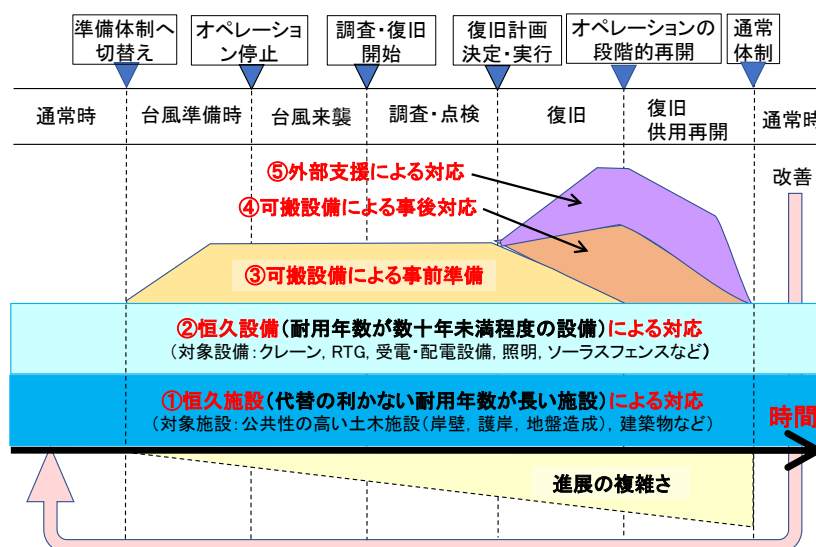 準備体制へ
切替え
オペレーショ
ン停止
調査・復旧
開始
復旧計画
決定・実行
オペレーションの
段階的再開
通常
体制
通常時
台風準備時
台風来襲
調査・点検
復旧
復旧
供用再開
通常時
⑤外部支援による対応
④可搬設備による事後対応
改善
③可搬設備による事前準備
②恒久設備(耐用年数が数十年未満程度の設備)による対応
(対象設備:クレーン, RTG, 受電・配電設備, 照明, ソーラスフェンスなど)
①恒久施設(代替の利かない耐用年数が長い施設)による対応
(対象施設:公共性の高い土木施設(岸壁, 護岸, 地盤造成), 建築物など)
時間
進展の複雑さ